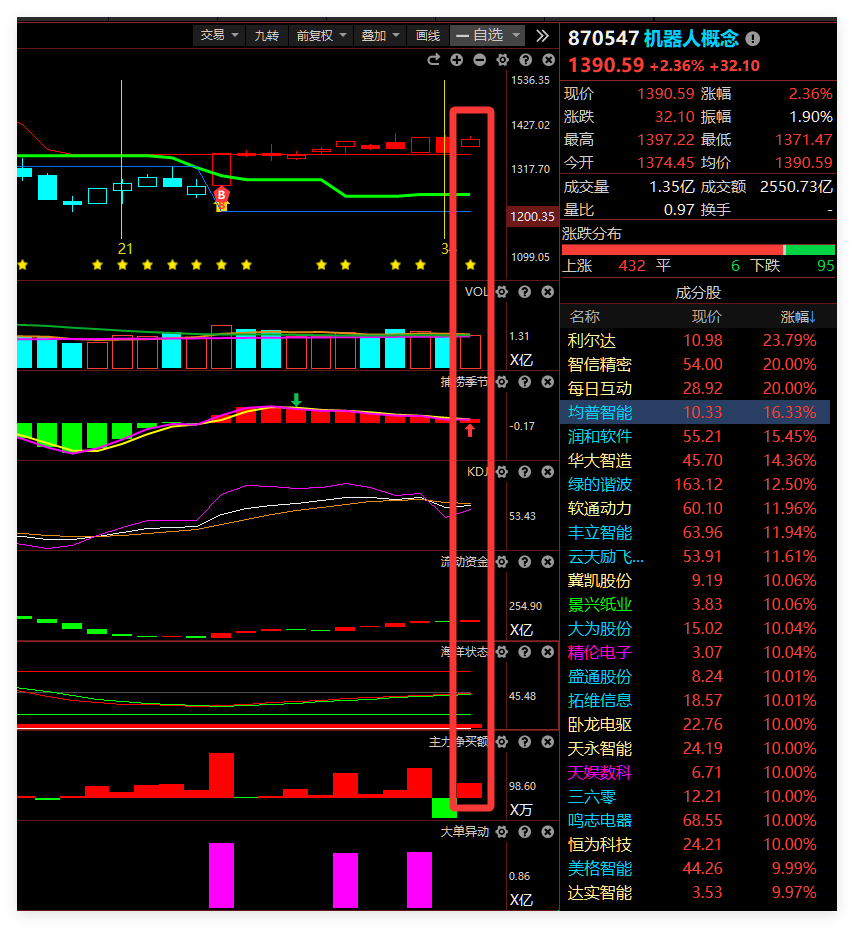 交易 九转 前复权 叠加 画线 一 自选
1536.35
1427.02
1317.70
1200.35
1099.05
B
21
VOL
1.31
X亿
捕捞季节
-0.17
KDJ
53.43
流动资金
254.90
X亿
海洋状态
45.48
主力净买额
98.60
X万
大单异动
0.86
X亿
870547 机器人概念
1390.59 +2.36% +32.10
现价 1390.59 涨幅 2.36%
涨跌 32.10 振幅 1.90%
最高 1397.22 最低 1371.47
今开 1374.45 均价 1390.59
成交量 1.35亿 成交额 2550.73亿
量比 0.97 换手 -
涨跌分布
上涨 432 平 6 下跌 95
成分股
名称 现价 涨幅↓
利尔达 10.98 23.79%
智信精密 54.00 20.00%
每日互动 28.92 20.00%
均普智能 10.33 16.33%
润和软件 55.21 15.45%
华大智造 45.70 14.36%
绿的谐波 163.12 12.50%
软通动力 60.10 11.96%
丰立智能 63.96 11.94%
云天励飞... 53.91 11.61%
冀凯股份 9.19 10.06%
景兴纸业 3.83 10.06%
大为股份 15.02 10.04%
精伦电子 3.07 10.04%
盛通股份 8.24 10.01%
拓维信息 18.57 10.01%
卧龙电驱 22.76 10.00%
天永智能 24.19 10.00%
天娱数科 6.71 10.00%
三六零 12.21 10.00%
鸣志电器 68.55 10.00%
恒为科技 24.21 10.00%
美格智能 44.26 9.99%
达实智能 3.53 9.97%